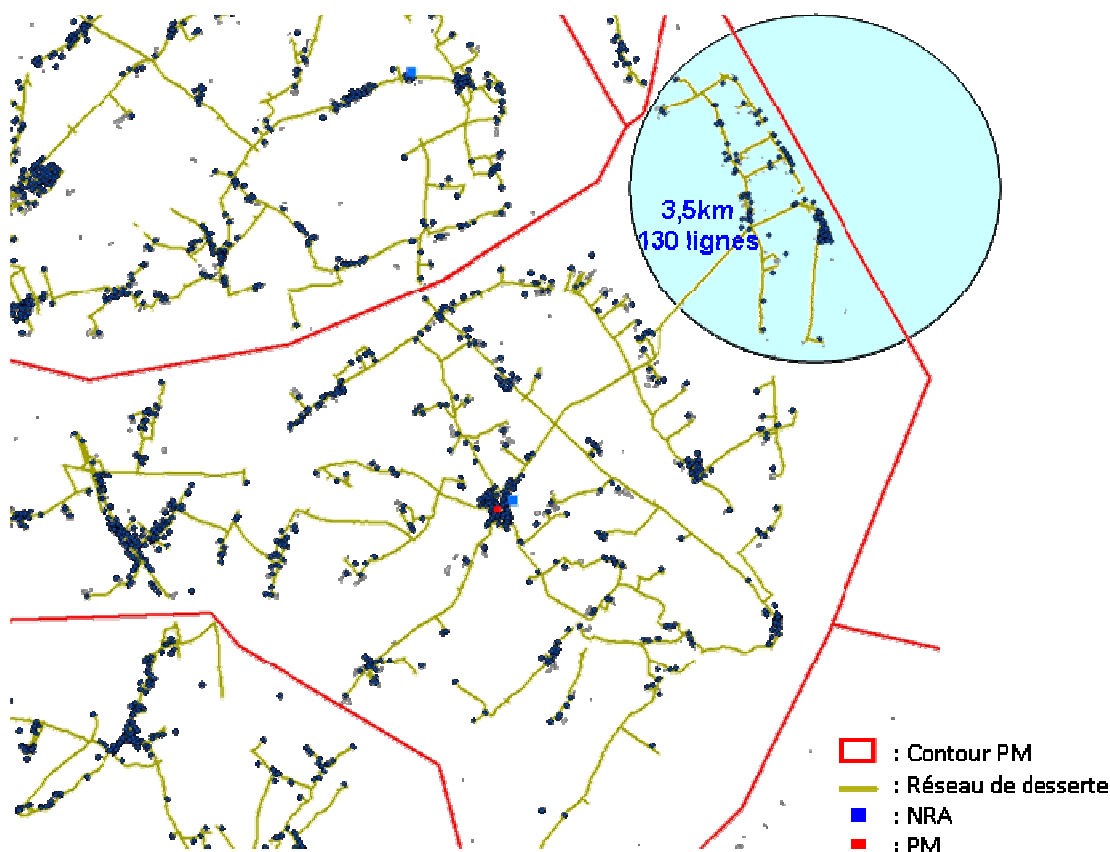 3,5km
130 lignes
: Contour PM
: Réseau de desserte
: NRA
: PM